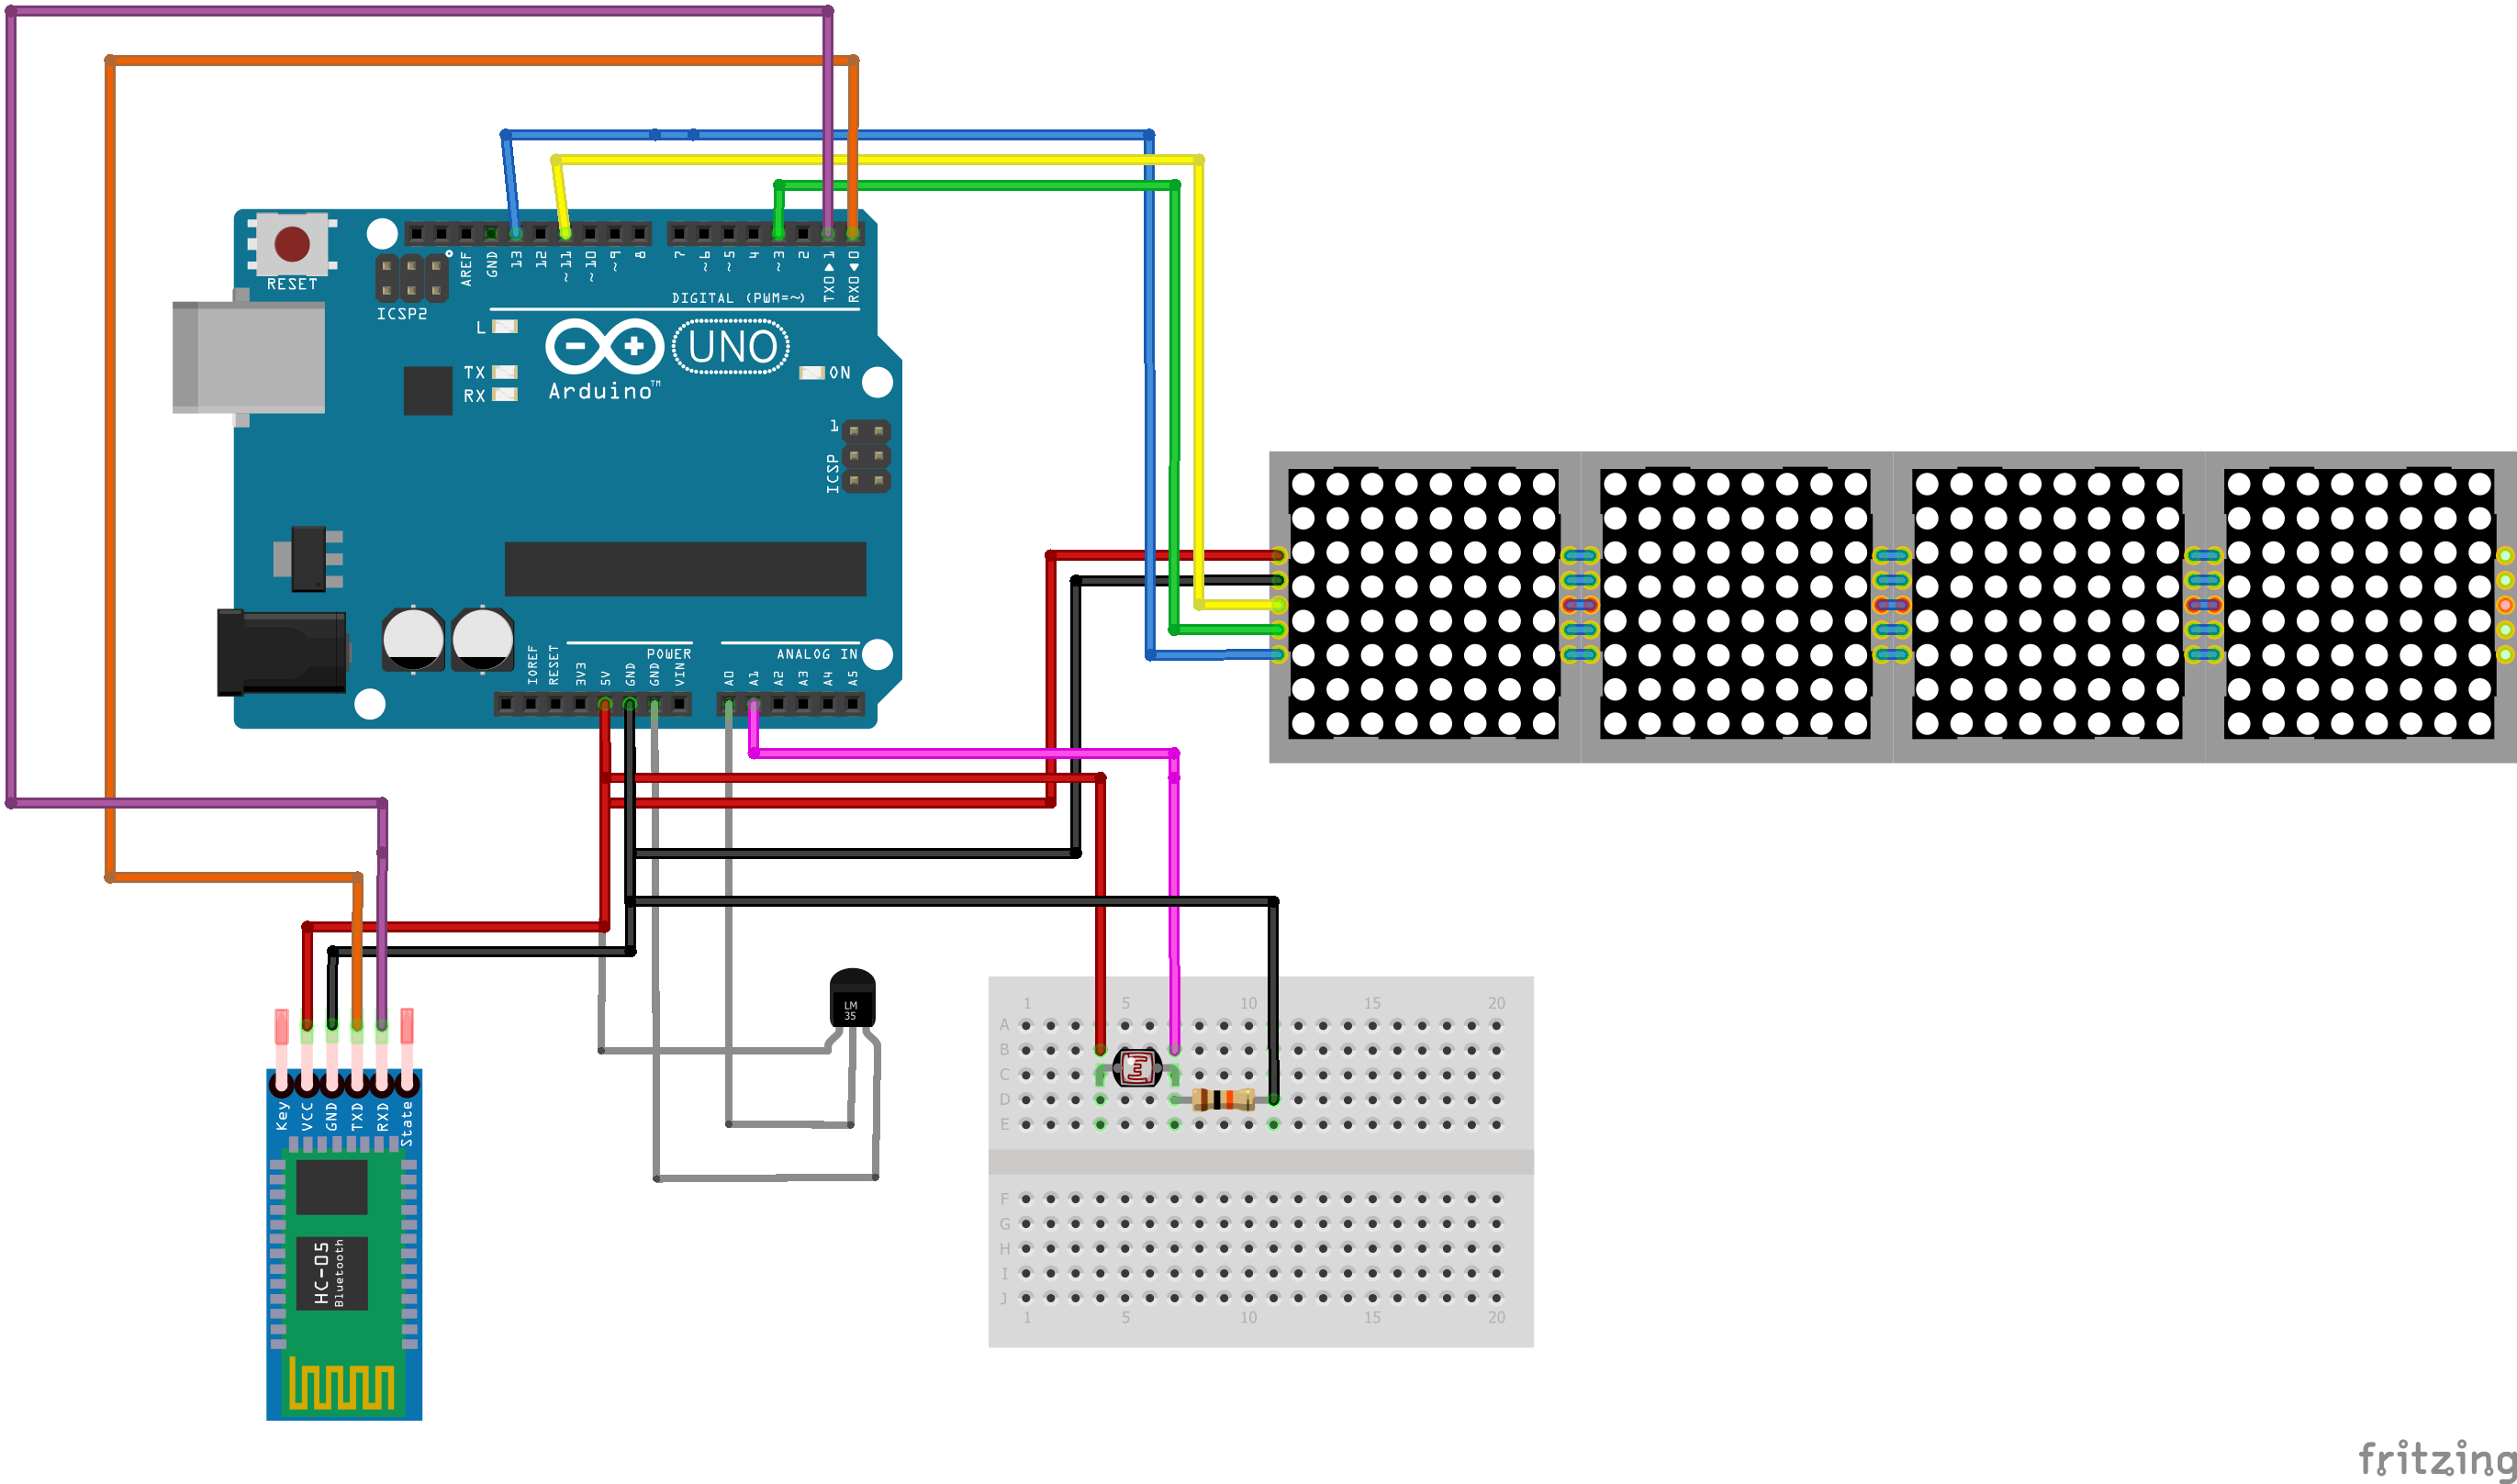 RESET
ICSP2
AREF
GND
13
12
~11
~10
~9
8
7
~6
~5
4
~3
2
TX0▶1
RX0◀0
DIGITAL (PWM=~)
L
TX
RX
Arduino™
UNO
ON
1
ICSP
IOREF
RESET
3V3
5V
GND
GND
VIN
POWER
A0
A1
A2
A3
A4
A5
ANALOG IN
LM
35
Key
VCC
GND
TXD
RXD
State
HC-05
Bluetooth
1 5 10 15 20
A
B
C
D
E
F
G
H
I
J
1 5 10 15 20
fritzing